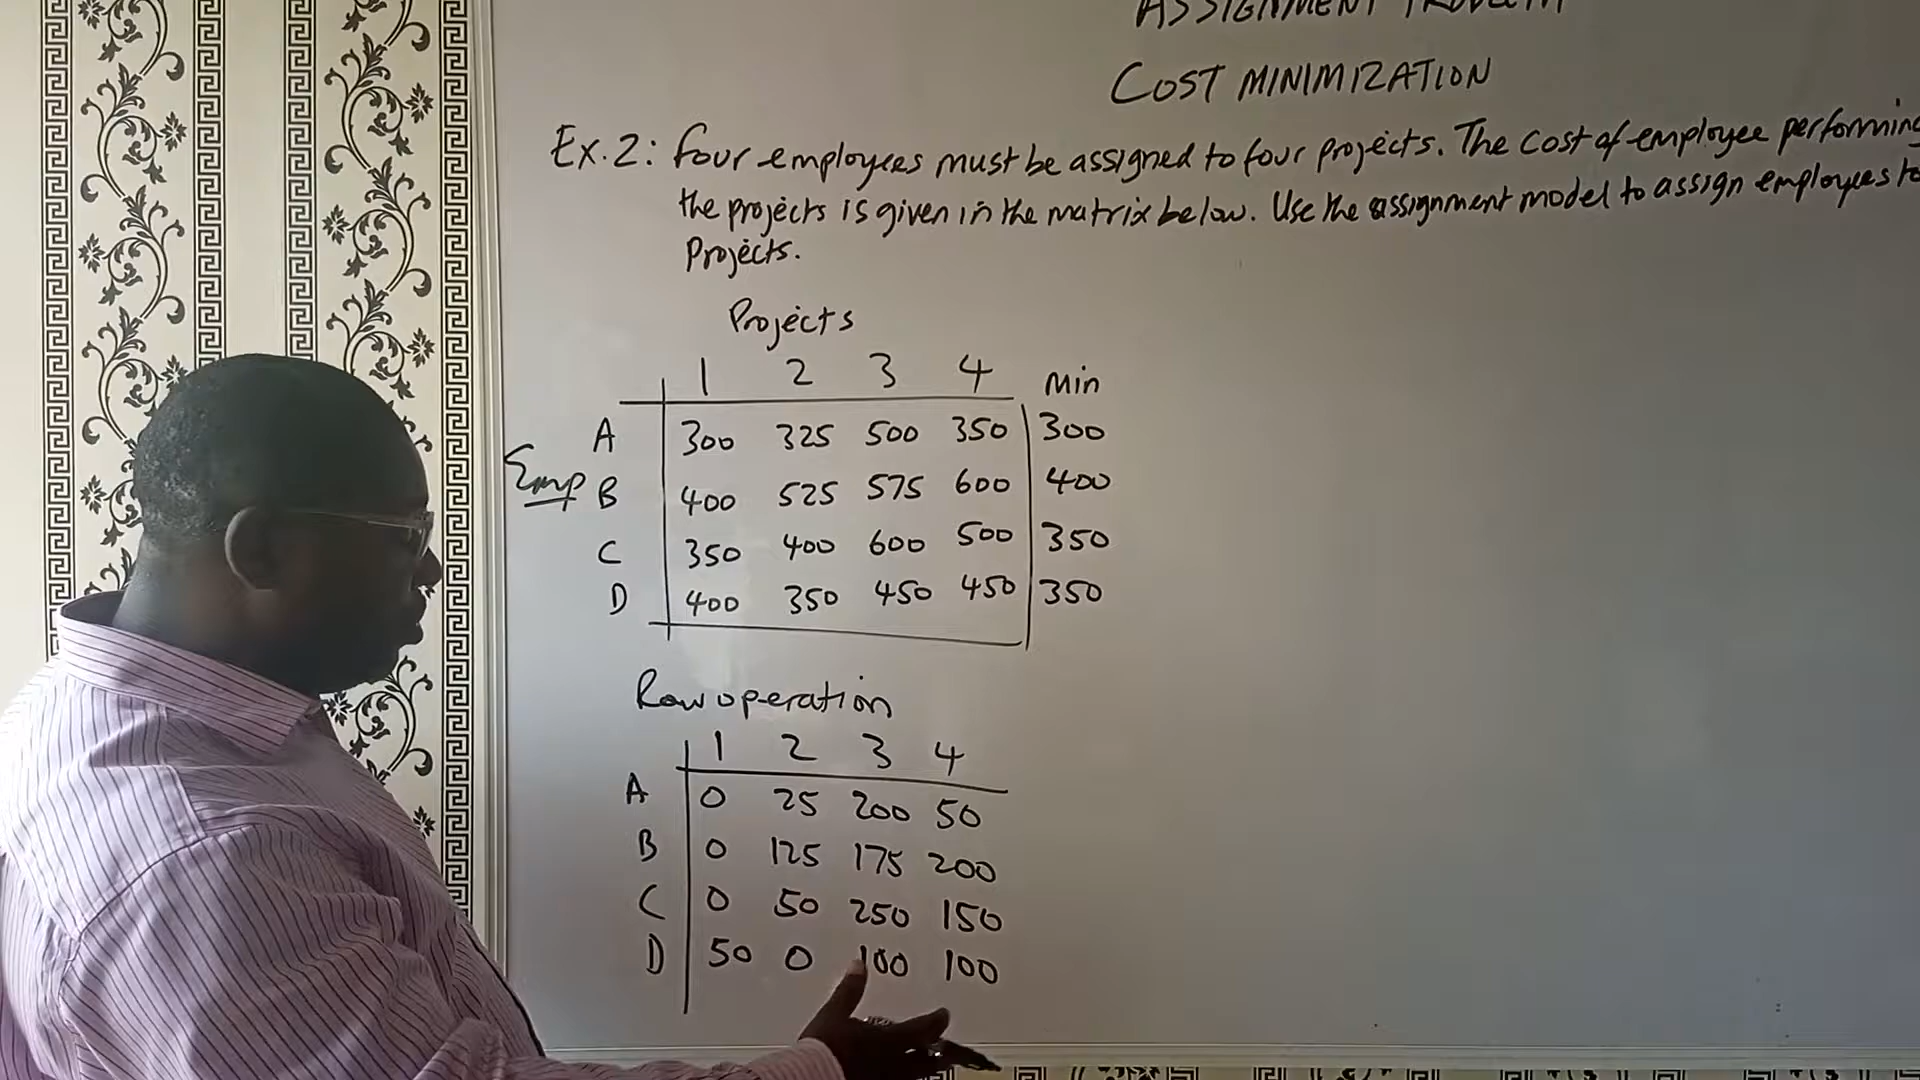 ASSIGNMENT PROBLEM
COST MINIMIZATION
Ex.2: Four employees must be assigned to four projects. The cost of employee performing
the projects is given in the matrix below. Use the assignment model to assign employees to
Projects.
Projects
1 2 3 4 Min
A 300 325 500 350 300
Emp B 400 525 575 600 400
C 350 400 600 500 350
D 400 350 450 450 350
Row operation
1 2 3 4
A 0 25 200 50
B 0 125 175 200
C 0 50 250 150
D 50 0 100 100